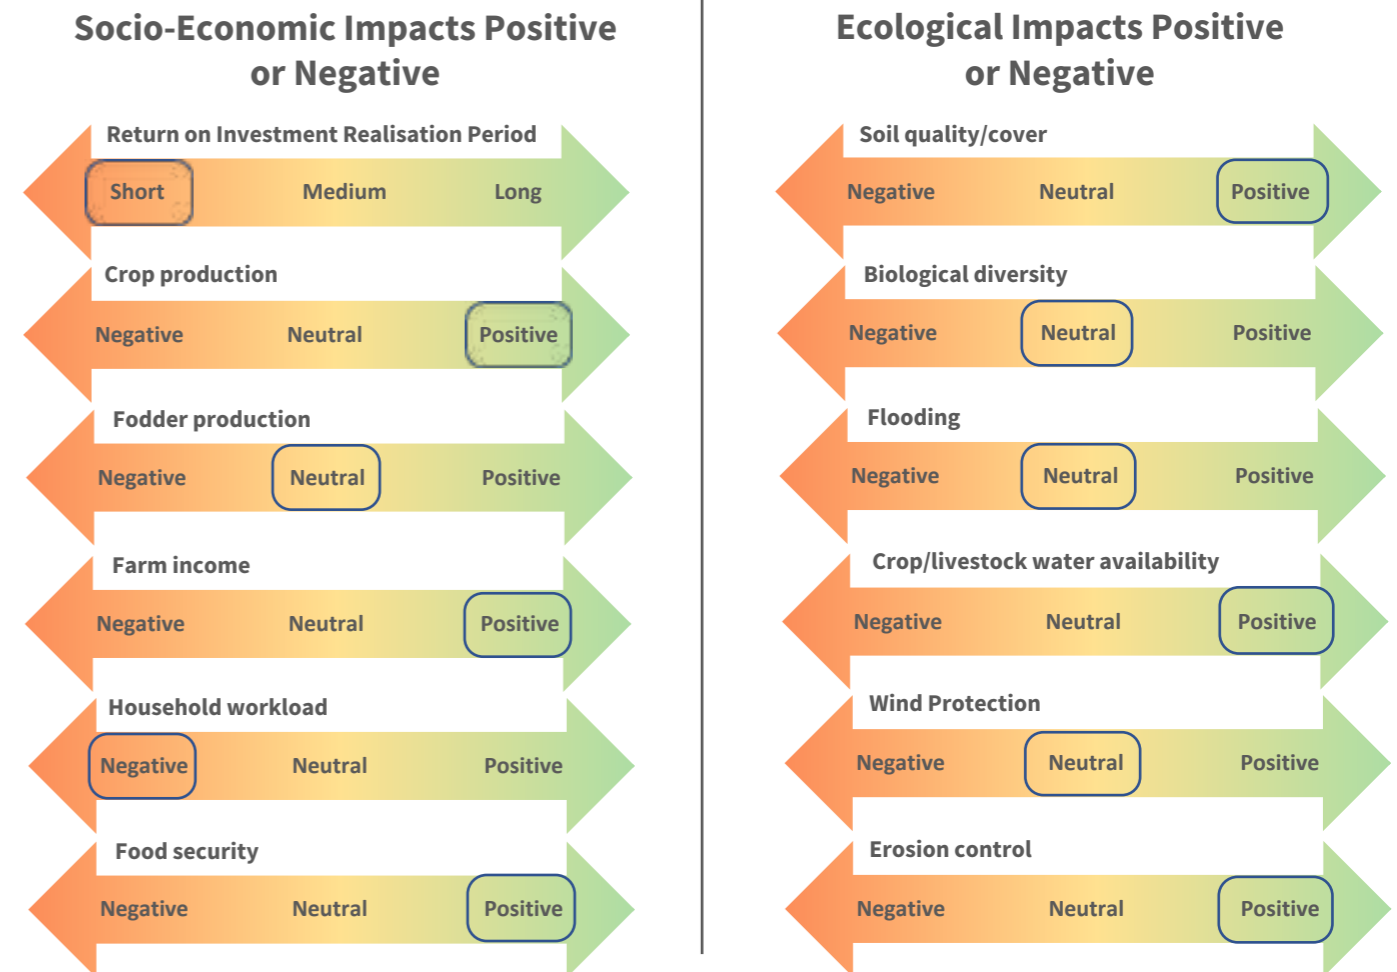 Socio-Economic Impacts Positive
or Negative
Return on Investment Realisation Period
Short Medium Long
Crop production
Negative Neutral Positive
Fodder production
Negative Neutral Positive
Farm income
Negative Neutral Positive
Household workload
Negative Neutral Positive
Food security
Negative Neutral Positive
Ecological Impacts Positive
or Negative
Soil quality/cover
Negative Neutral Positive
Biological diversity
Negative Neutral Positive
Flooding
Negative Neutral Positive
Crop/livestock water availability
Negative Neutral Positive
Wind Protection
Negative Neutral Positive
Erosion control
Negative Neutral Positive